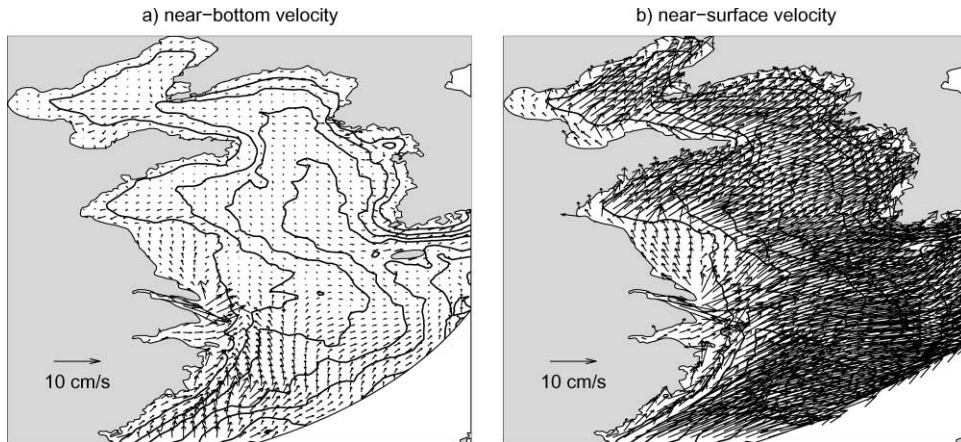 a) near−bottom velocity
b) near−surface velocity
10 cm/s
10 cm/s